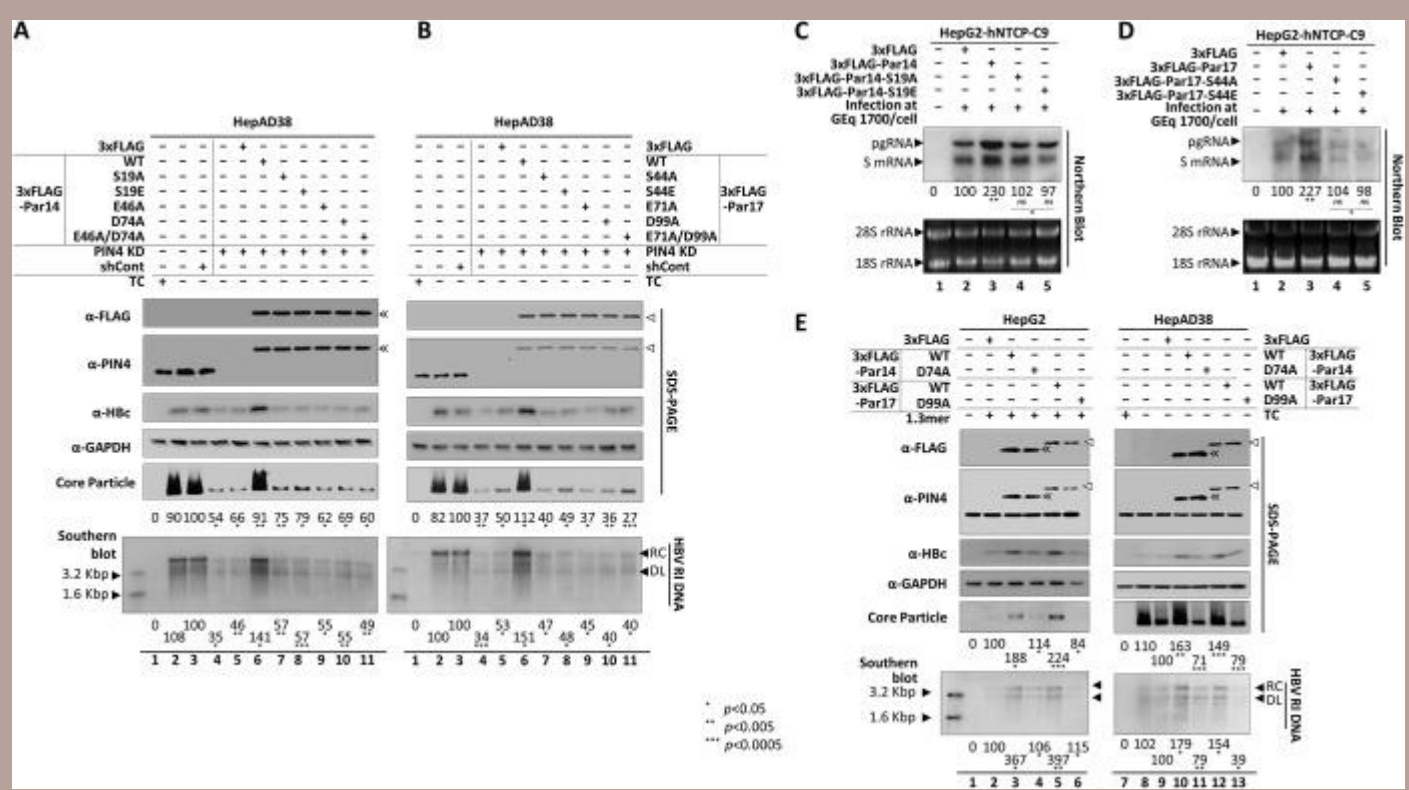 A
HepAD38
3xFLAG
3xFLAG -Par14
WT
S19A
S19E
E46A
D74A
E46A/D74A
PIN4 KD
shCont
TC
α-FLAG
α-PIN4
α-HBc
α-GAPDH
Core Particle
0 90 100 54 66 91 75 79 62 69 60
Southern blot
3.2 Kbp
1.6 Kbp
0 108 100 35 46 141 57 57 55 55 49
1 2 3 4 5 6 7 8 9 10 11
B
HepAD38
3xFLAG
WT
S44A
S44E
E71A
D99A
E71A/D99A
3xFLAG -Par17
PIN4 KD
shCont
TC
SDS-PAGE
0 82 100 37 50 112 40 49 37 36 27
RC
DL
HBV RI DNA
0 100 100 34 53 151 47 48 45 40 40
1 2 3 4 5 6 7 8 9 10 11
* p<0.05
** p<0.005
*** p<0.0005
C
HepG2-hNTCP-C9
3xFLAG
3xFLAG-Par14
3xFLAG-Par14-S19A
3xFLAG-Par14-S19E
Infection at
GEq 1700/cell
pgRNA
S mRNA
0 100 230 102 97
** ns ns
*
28S rRNA
18S rRNA
Northern Blot
1 2 3 4 5
D
HepG2-hNTCP-C9
3xFLAG
3xFLAG-Par17
3xFLAG-Par17-S44A
3xFLAG-Par17-S44E
Infection at
GEq 1700/cell
pgRNA
S mRNA
0 100 227 104 98
** ns ns
*
28S rRNA
18S rRNA
Northern Blot
1 2 3 4 5
E
HepG2
3xFLAG
3xFLAG -Par14
WT
D74A
3xFLAG -Par17
WT
D99A
1.3mer
α-FLAG
α-PIN4
α-HBc
α-GAPDH
Core Particle
0 100 188 114 224 84
Southern blot
3.2 Kbp
1.6 Kbp
0 100 367 106 397 115
1 2 3 4 5 6
HepAD38
3xFLAG
WT
D74A
3xFLAG -Par14
WT
D99A
3xFLAG -Par17
TC
SDS-PAGE
0 110 100 163 71 149 79
RC
DL
HBV RI DNA
0 102 100 179 79 154 39
7 8 9 10 11 12 13